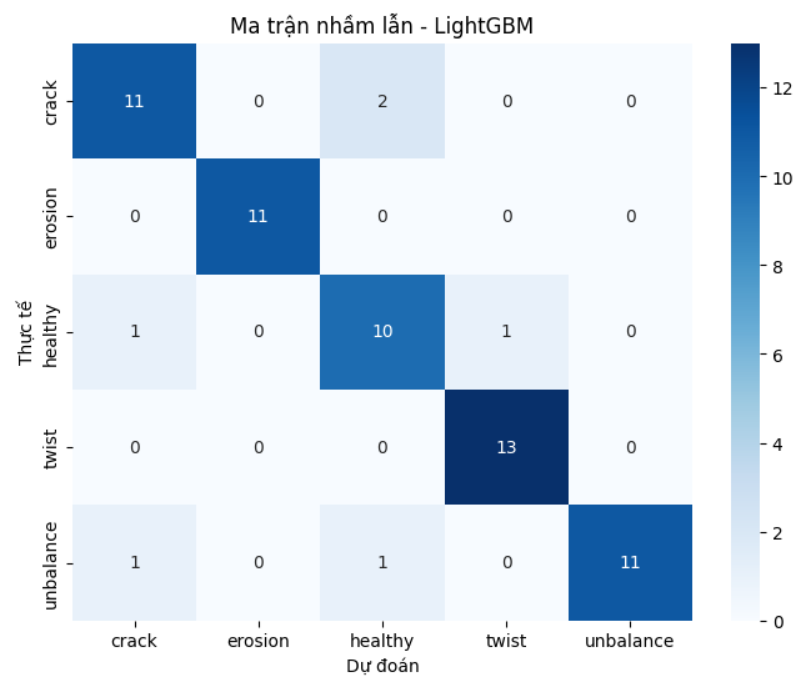 Ma trận nhầm lẫn - LightGBM
crack 11 0 2 0 0
erosion 0 11 0 0 0
healthy 1 0 10 1 0
twist 0 0 0 13 0
unbalance 1 0 1 0 11
Thực tế
crack erosion healthy twist unbalance
Dự đoán
12
10
8
6
4
2
0